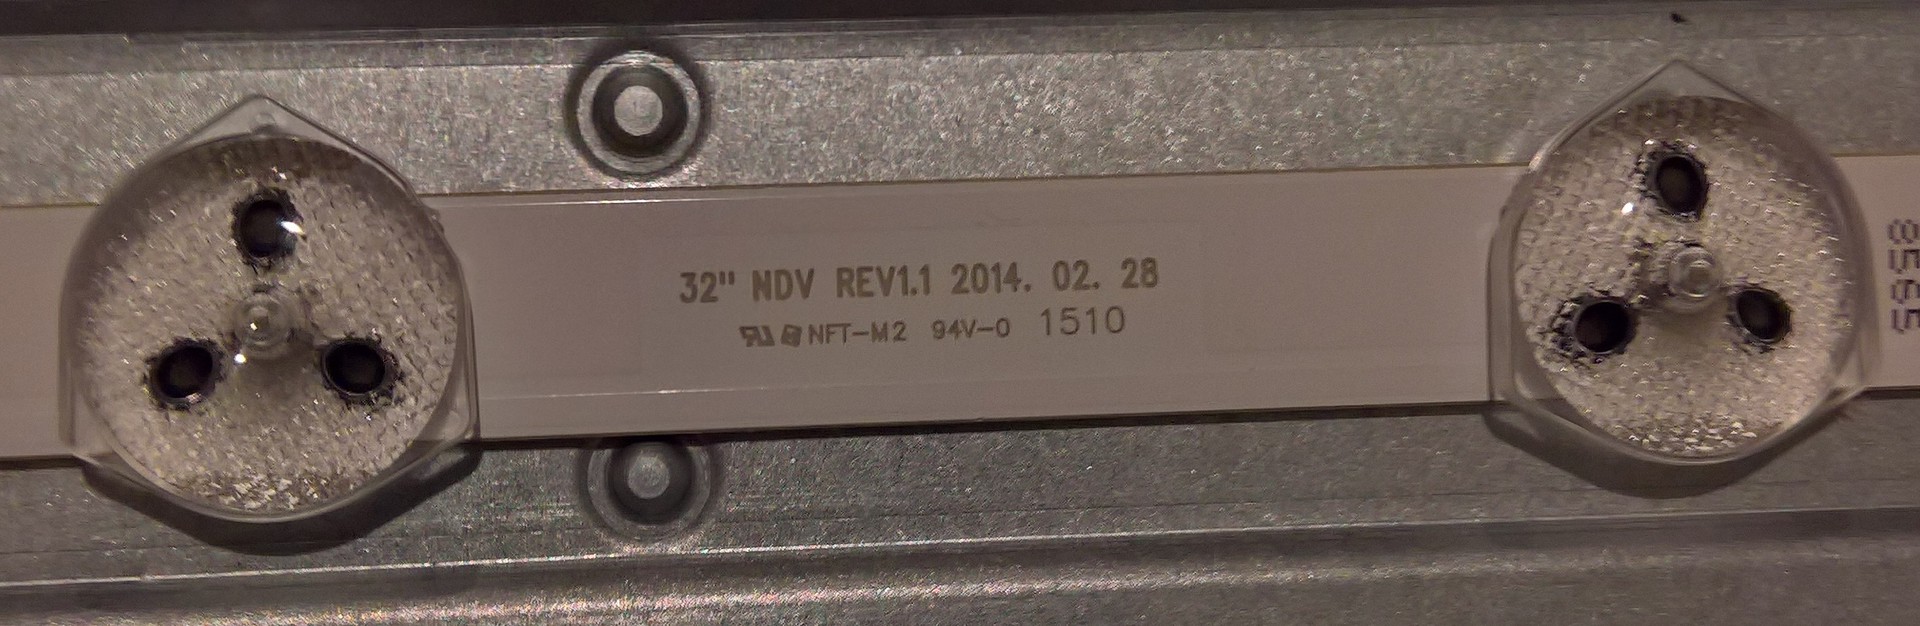 32" NDV REV1.1 2014. 02. 28
NFT-M2 94V-0 1510